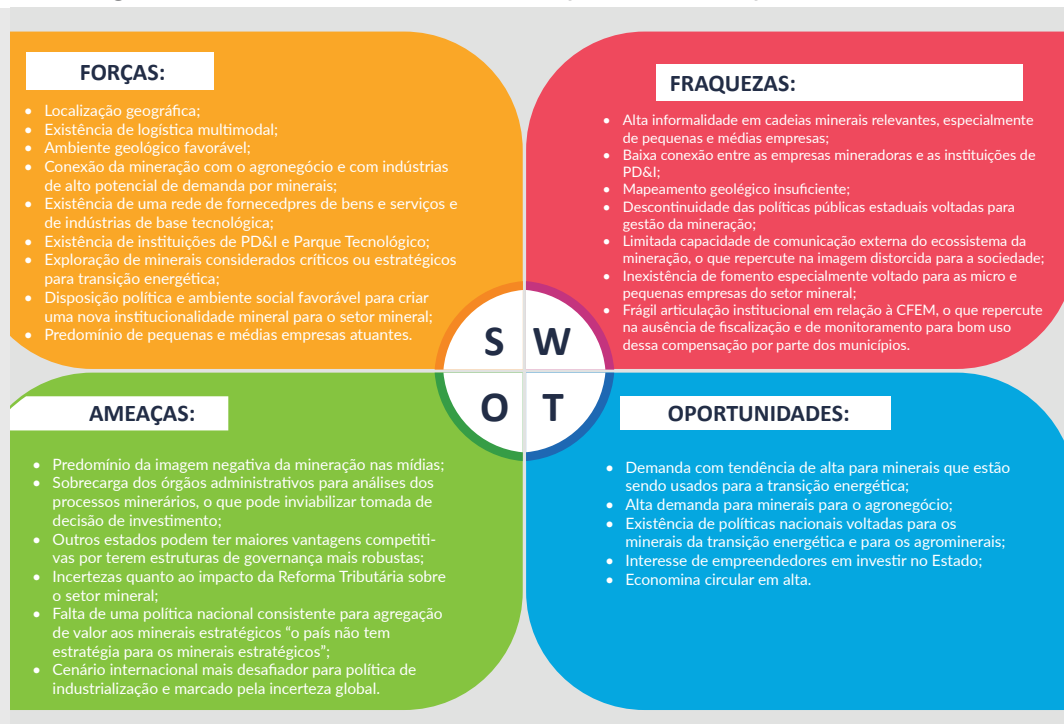 FORÇAS:
• Localização geográfica;
• Existência de logística multimodal;
• Ambiente geológico favorável;
• Conexão da mineração com o agronegócio e com indústrias
de alto potencial de demanda por minerais;
• Existência de uma rede de fornecedpres de bens e serviços e
de indústrias de base tecnológica;
• Existência de instituições de PD&I e Parque Tecnológico;
• Exploração de minerais considerados críticos ou estratégicos
para transição energética;
• Disposição política e ambiente social favorável para criar
uma nova institucionalidade mineral para o setor mineral;
• Predomínio de pequenas e médias empresas atuantes.
FRAQUEZAS:
• Alta informalidade em cadeias minerais relevantes, especialmente
de pequenas e médias empresas;
• Baixa conexão entre as empresas mineradoras e as instituições de
PD&I;
• Mapeamento geológico insuficiente;
• Descontinuidade das políticas públicas estaduais voltadas para
gestão da mineração;
• Limitada capacidade de comunicação externa do ecossistema da
mineração, o que repercute na imagem distorcida para a sociedade;
• Inexistência de fomento especialmente voltado para as micro e
pequenas empresas do setor mineral;
• Frágil articulação institucional em relação à CFEM, o que repercute
na ausência de fiscalização e de monitoramento para bom uso
dessa compensação por parte dos municípios.
S W
O T
AMEAÇAS:
• Predomínio da imagem negativa da mineração nas mídias;
• Sobrecarga dos órgãos administrativos para análises dos
processos minerários, o que pode inviabilizar tomada de
decisão de investimento;
• Outros estados podem ter maiores vantagens competiti-
vas por terem estruturas de governança mais robustas;
• Incertezas quanto ao impacto da Reforma Tributária sobre
o setor mineral;
• Falta de uma política nacional consistente para agregação
de valor aos minerais estratégicos “o país não tem
estratégia para os minerais estratégicos”;
• Cenário internacional mais desafiador para política de
industrialização e marcado pela incerteza global.
OPORTUNIDADES:
• Demanda com tendência de alta para minerais que estão
sendo usados para a transição energética;
• Alta demanda para minerais para o agronegócio;
• Existência de políticas nacionais voltadas para os
minerais da transição energética e para os agrominerais;
• Interesse de empreendedores em investir no Estado;
• Economina circular em alta.